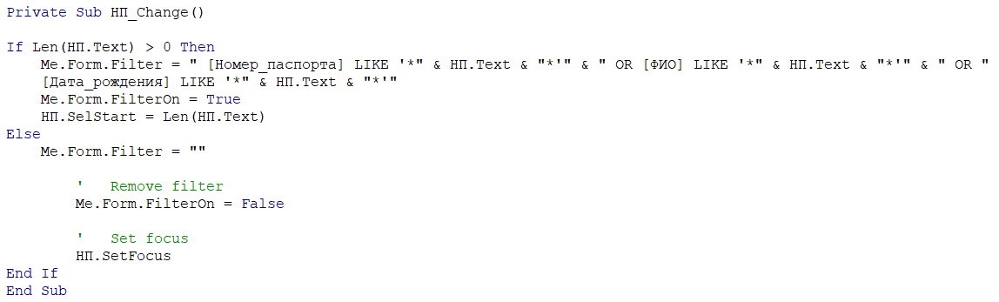 Private Sub НП_Change()
If Len(НП.Text) > 0 Then
Me.Form.Filter = " [Номер_паспорта] LIKE '*" & НП.Text & "*'" & " OR [ФИО] LIKE '*" & НП.Text & "*'" & " OR "
[Дата_рождения] LIKE '*" & НП.Text & "*'"
Me.Form.FilterOn = True
НП.SelStart = Len(НП.Text)
Else
Me.Form.Filter = ""
' Remove filter
Me.Form.FilterOn = False
' Set focus
НП.SetFocus
End If
End Sub